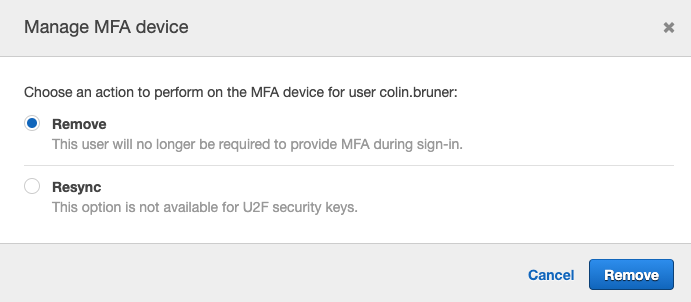 Manage MFA device
Choose an action to perform on the MFA device for user colin.bruner:
Remove
This user will no longer be required to provide MFA during sign-in.
Resync
This option is not available for U2F security keys.
Cancel Remove